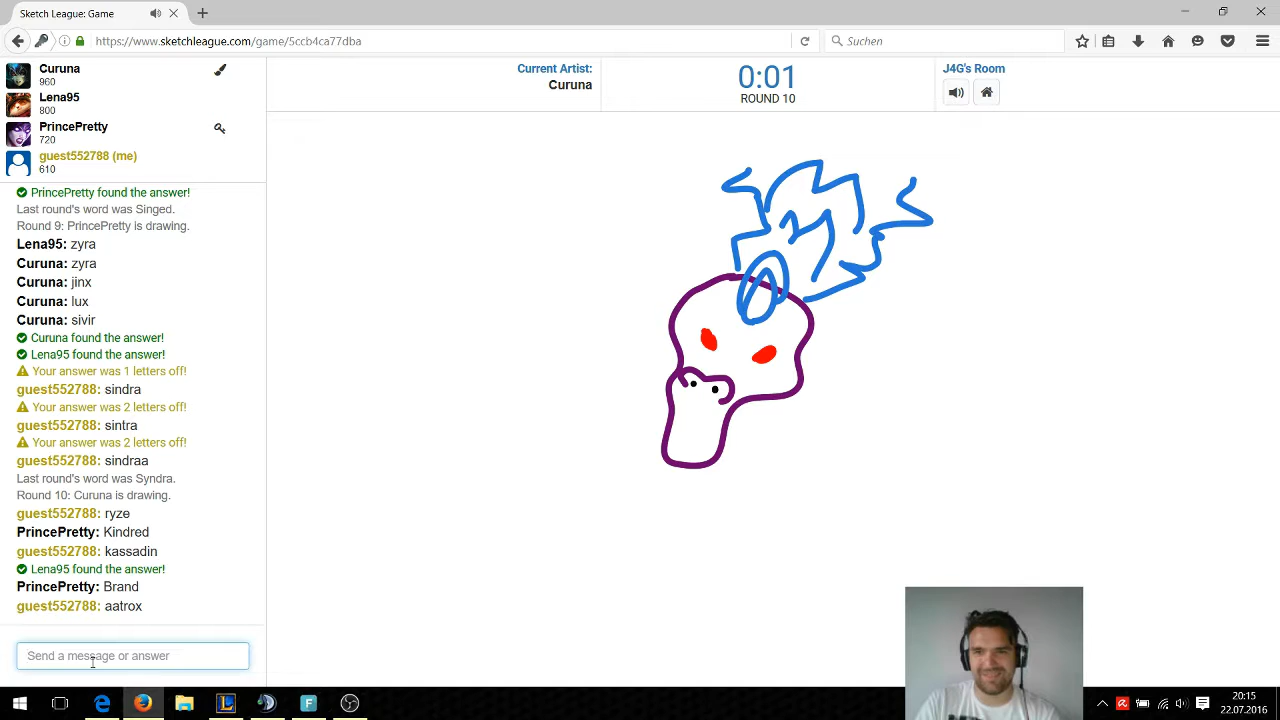 Sketch League: Game
https://www.sketchleague.com/game/5ccb4ca77dba
Suchen
Curuna
960
Lena95
800
PrincePretty
720
guest552788 (me)
610
Current Artist:
Curuna
0:01
ROUND 10
J4G's Room
PrincePretty found the answer!
Last round's word was Singed.
Round 9: PrincePretty is drawing.
Lena95: zyra
Curuna: zyra
Curuna: jinx
Curuna: lux
Curuna: sivir
Curuna found the answer!
Lena95 found the answer!
Your answer was 1 letters off!
guest552788: sindra
Your answer was 2 letters off!
guest552788: sintra
Your answer was 2 letters off!
guest552788: sindraa
Last round's word was Syndra.
Round 10: Curuna is drawing.
guest552788: ryze
PrincePretty: Kindred
guest552788: kassadin
Lena95 found the answer!
PrincePretty: Brand
guest552788: aatrox
Send a message or answer
F
20:15
22.07.2016